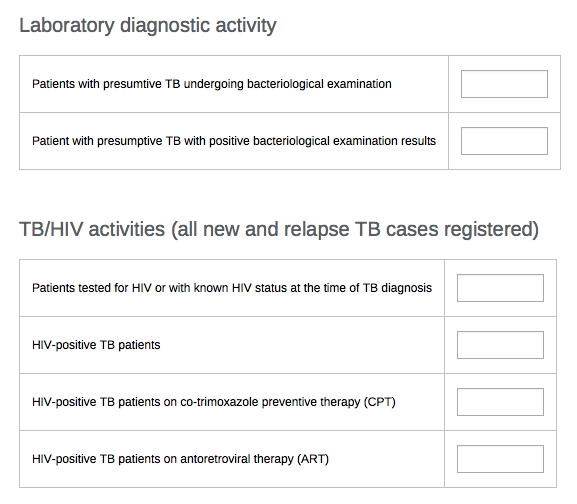 Laboratory diagnostic activity
Patients with presumtive TB undergoing bacteriological examination
Patient with presumptive TB with positive bacteriological examination results
TB/HIV activities (all new and relapse TB cases registered)
Patients tested for HIV or with known HIV status at the time of TB diagnosis
HIV-positive TB patients
HIV-positive TB patients on co-trimoxazole preventive therapy (CPT)
HIV-positive TB patients on antoretroviral therapy (ART)